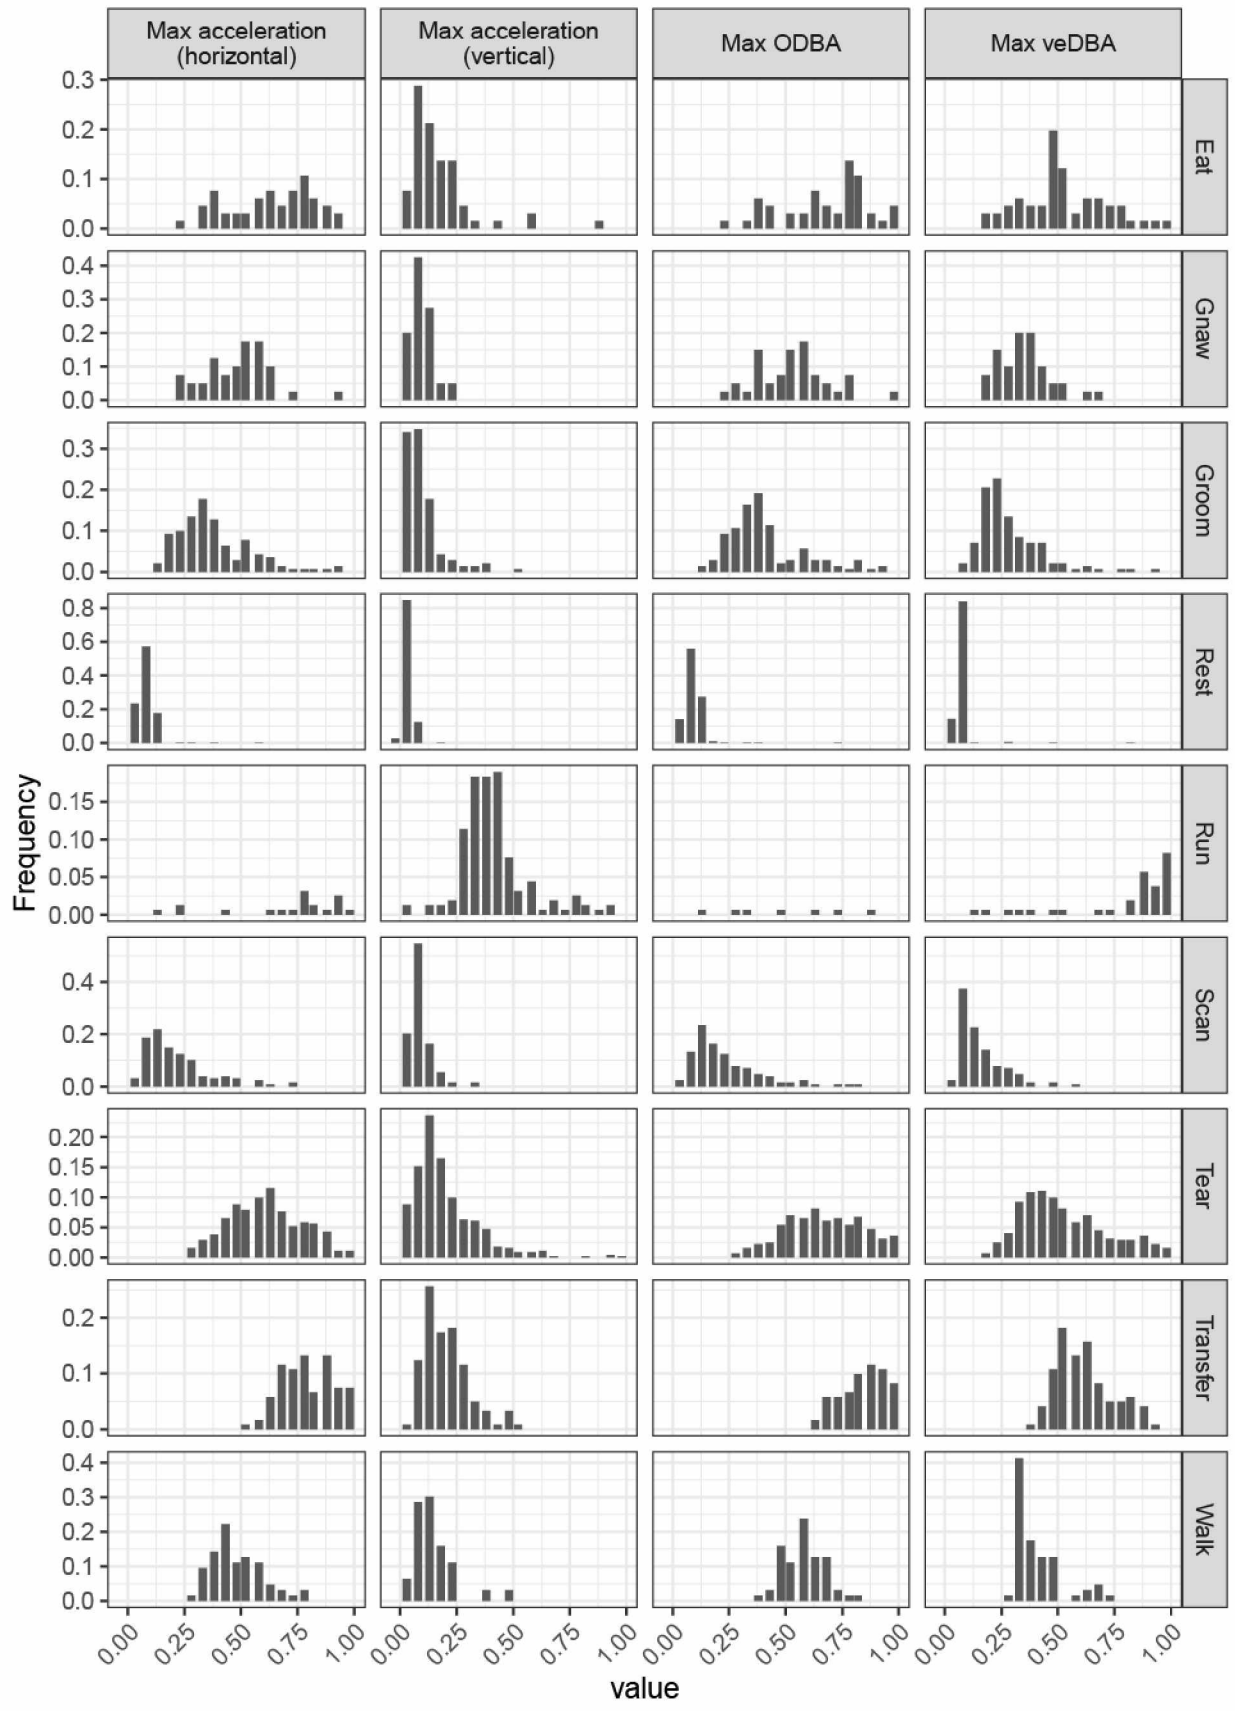 Max acceleration
(horizontal)
Max acceleration
(vertical)
Max ODBA
Max veDBA
0.3
0.2
0.1
0.0
Eat
0.4
0.3
0.2
0.1
0.0
Gnaw
0.3
0.2
0.1
0.0
Groom
0.8
0.6
0.4
0.2
0.0
Rest
Frequency
0.15
0.10
0.05
0.00
Run
0.4
0.2
0.0
Scan
0.20
0.15
0.10
0.05
0.00
Tear
0.2
0.1
0.0
Transfer
0.4
0.3
0.2
0.1
0.0
Walk
0.00 0.25 0.50 0.75 1.00 0.00 0.25 0.50 0.75 1.00 0.00 0.25 0.50 0.75 1.00 0.00 0.25 0.50 0.75 1.00
value